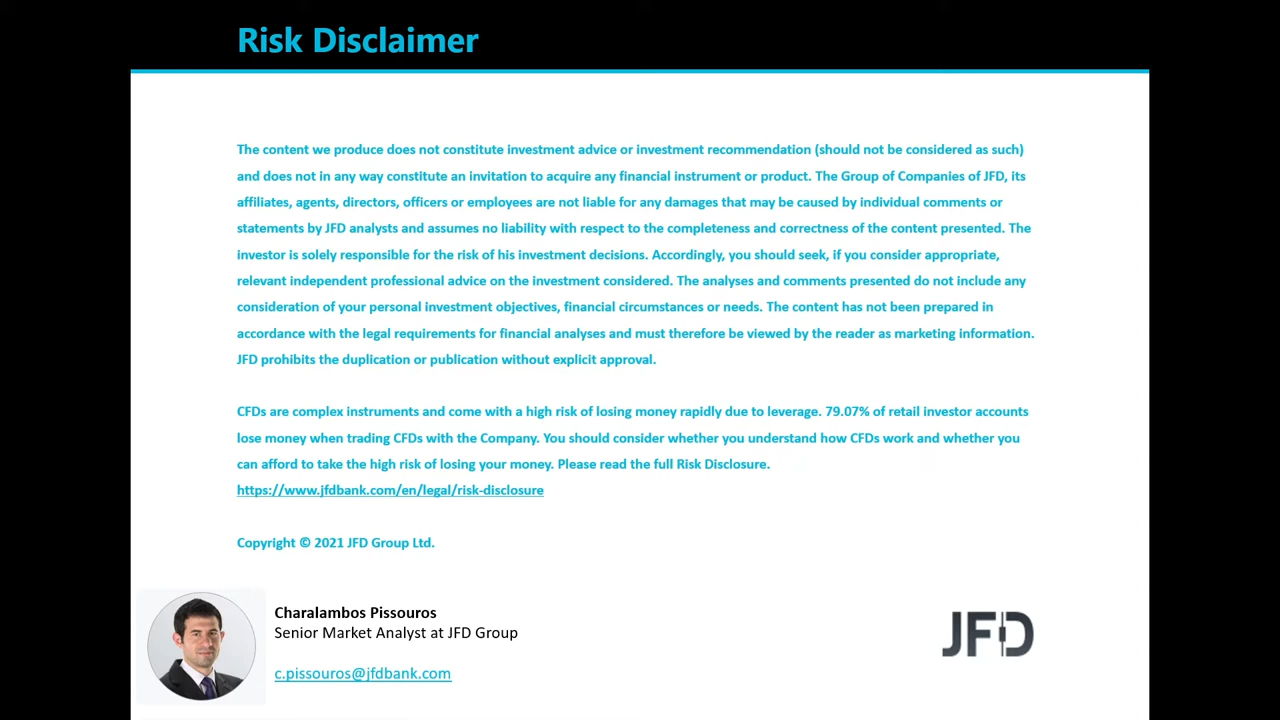 Risk Disclaimer
The content we produce does not constitute investment advice or investment recommendation (should not be considered as such)
and does not in any way constitute an invitation to acquire any financial instrument or product. The Group of Companies of JFD, its
affiliates, agents, directors, officers or employees are not liable for any damages that may be caused by individual comments or
statements by JFD analysts and assumes no liability with respect to the completeness and correctness of the content presented. The
investor is solely responsible for the risk of his investment decisions. Accordingly, you should seek, if you consider appropriate,
relevant independent professional advice on the investment considered. The analyses and comments presented do not include any
consideration of your personal investment objectives, financial circumstances or needs. The content has not been prepared in
accordance with the legal requirements for financial analyses and must therefore be viewed by the reader as marketing information.
JFD prohibits the duplication or publication without explicit approval.
CFDs are complex instruments and come with a high risk of losing money rapidly due to leverage. 79.07% of retail investor accounts
lose money when trading CFDs with the Company. You should consider whether you understand how CFDs work and whether you
can afford to take the high risk of losing your money. Please read the full Risk Disclosure.
https://www.jfdbank.com/en/legal/risk-disclosure
Copyright © 2021 JFD Group Ltd.
Charalambos Pissouros
Senior Market Analyst at JFD Group
c.pissouros@jfdbank.com
JFD